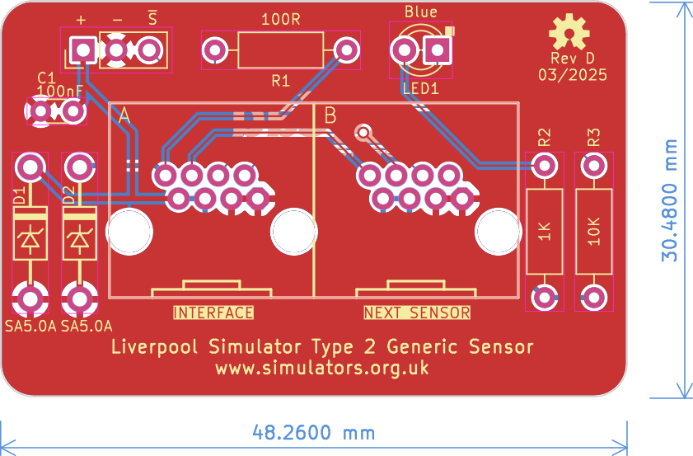 + - S̅
100R
Blue
Rev D
03/2025
C1
100nF
R1
LED1
A
B
R2
R3
D1
D2
1K
10K
INTERFACE
NEXT SENSOR
SA5.0A
SA5.0A
Liverpool Simulator Type 2 Generic Sensor
www.simulators.org.uk
48.2600 mm
30.4800 mm